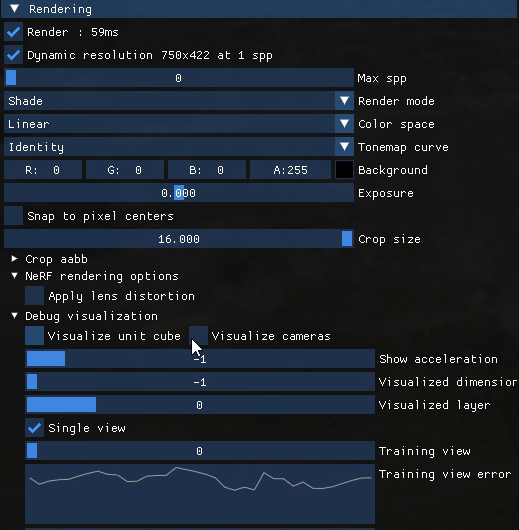 Rendering
Render : 59ms
Dynamic resolution 750x422 at 1 spp
0 Max spp
Shade Render mode
Linear Color space
Identity Tonemap curve
R: 0 G: 0 B: 0 A:255 Background
0.000 Exposure
Snap to pixel centers
16.000 Crop size
Crop aabb
NeRF rendering options
Apply lens distortion
Debug visualization
Visualize unit cube Visualize cameras
-1 Show acceleration
-1 Visualized dimension
0 Visualized layer
Single view
0 Training view
Training view error